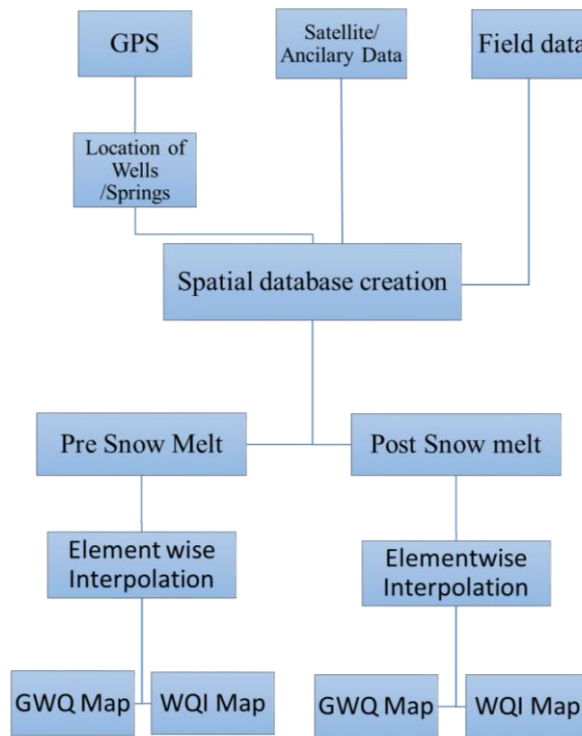 GPS
Satellite/
Ancilary Data
Field data
Location of
Wells
/Springs
Spatial database creation
Pre Snow Melt
Post Snow melt
Element wise
Interpolation
Elementwise
Interpolation
GWQ Map
WQI Map
GWQ Map
WQI Map